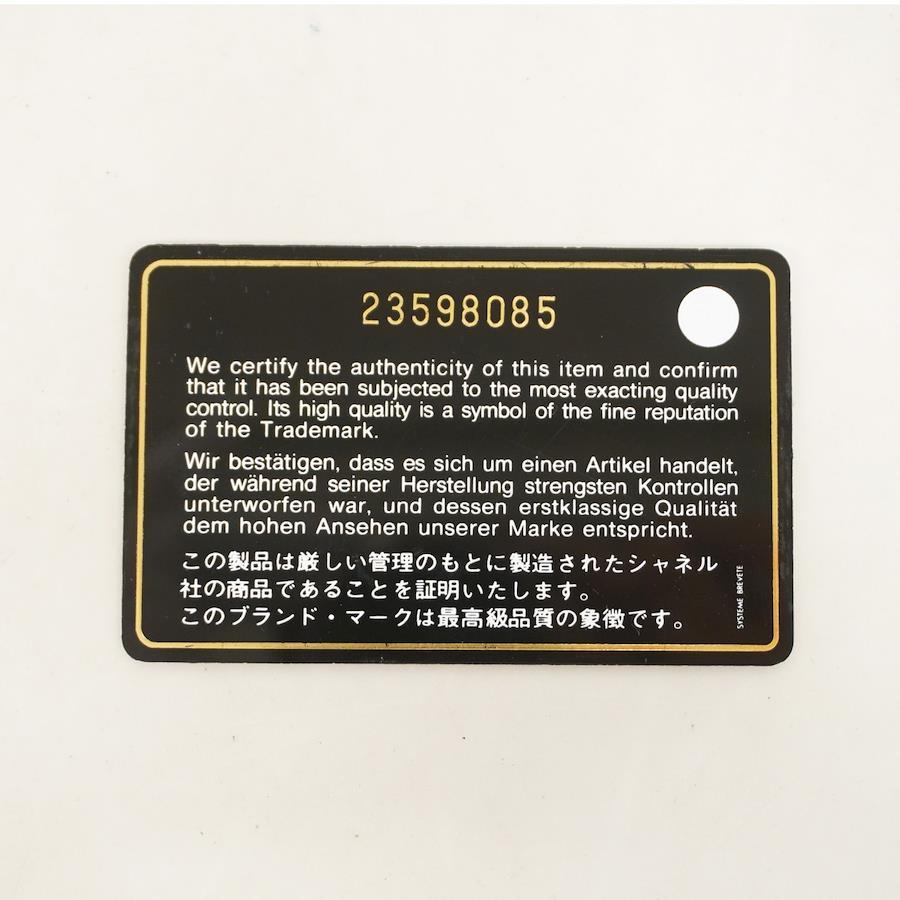 23598085
We certify the authenticity of this item and confirm
that it has been subjected to the most exacting quality
control. Its high quality is a symbol of the fine reputation
of the Trademark.
Wir bestätigen, dass es sich um einen Artikel handelt,
der während seiner Herstellung strengsten Kontrollen
unterworfen war, und dessen erstklassige Qualität
dem hohen Ansehen unserer Marke entspricht.
この製品は厳しい管理のもとに製造されたシャネル
社の商品であることを証明いたします。
このブランド・マークは最高級品質の象徴です。
SYSTEME BREVETE